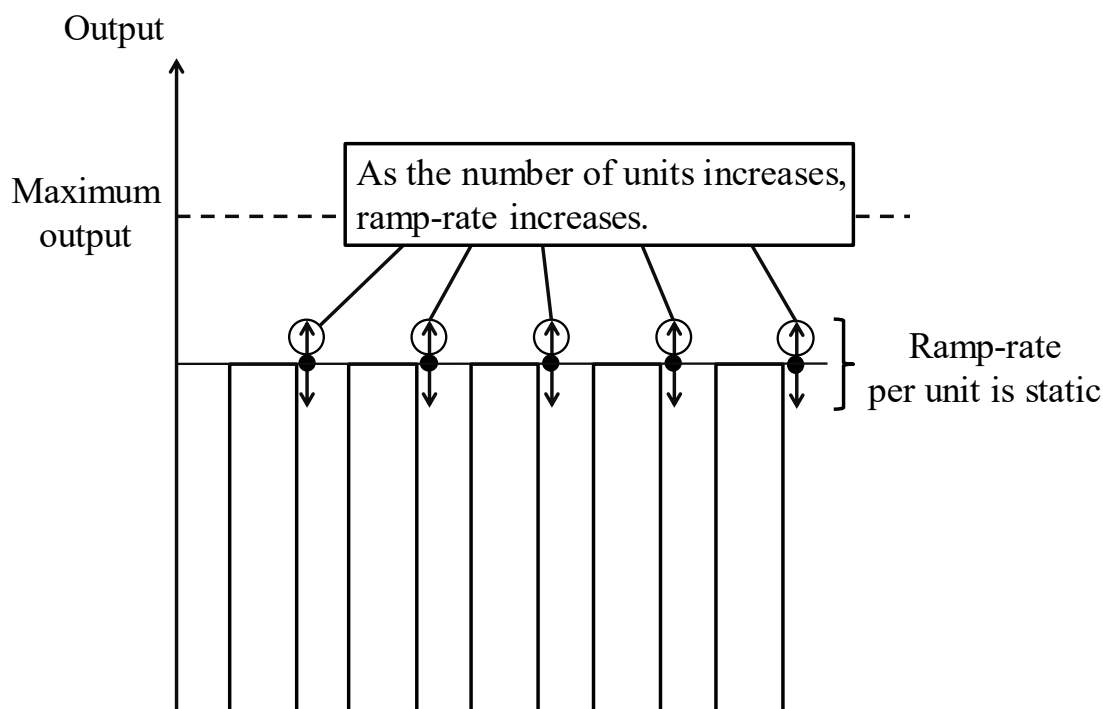 Output
Maximum
output
As the number of units increases,
ramp-rate increases.
Ramp-rate
per unit is static